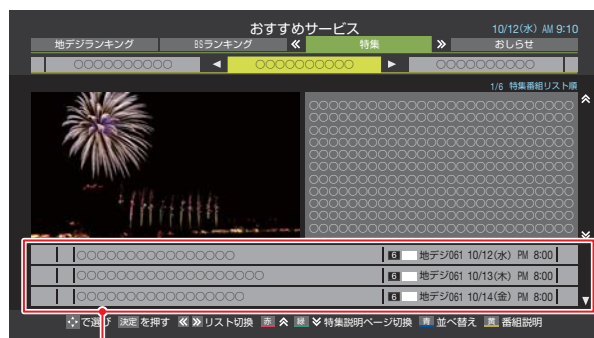 おすすめサービス 10/12(水) AM 9:10
地デジランキング BSランキング 特集 おしらせ
○○○○○○○○○○ ◀ ○○○○○○○○○○ ▶ ○○○○○○○○○○
1/6 特集番組リスト順
○○○○○○○○○○○○○○○○○○○○○○○○○○
○○○○○○○○○○○○○○○○○○○○○○○○○○
○○○○○○○○○○○○○○○○○○○○○○○○○○
○○○○○○○○○○○○○○○○○○○○○○○○○○
○○○○○○○○○○○○○○○○○○○○○○○○○○
○○○○○○○○○○○○○○○○○○○○○○○○○○
○○○○○○○○○○○○○○○○○○○○○○○○○○
○○○○○○○○○○○○○○○○○○○○○○○○○○
○○○○○○○○○○○○○○○○○○○○○○○○○○
○○○○○○○○○○○○○○○○○○○○○○○○○○
○○○○○○○○○○○○○○○○○○○○○○○○○○
○○○○○○○○○○○○○○○○ 6 地デジ061 10/12(水) PM 8:00
○○○○○○○○○○○○○○○○○○○ 6 地デジ061 10/13(木) PM 8:00
○○○○○○○○○○○○○○○○○ 6 地デジ061 10/14(金) PM 8:00
で選び 決定 を押す リスト切換 赤 緑 特集説明ページ切換 青 並べ替え 黄 番組説明